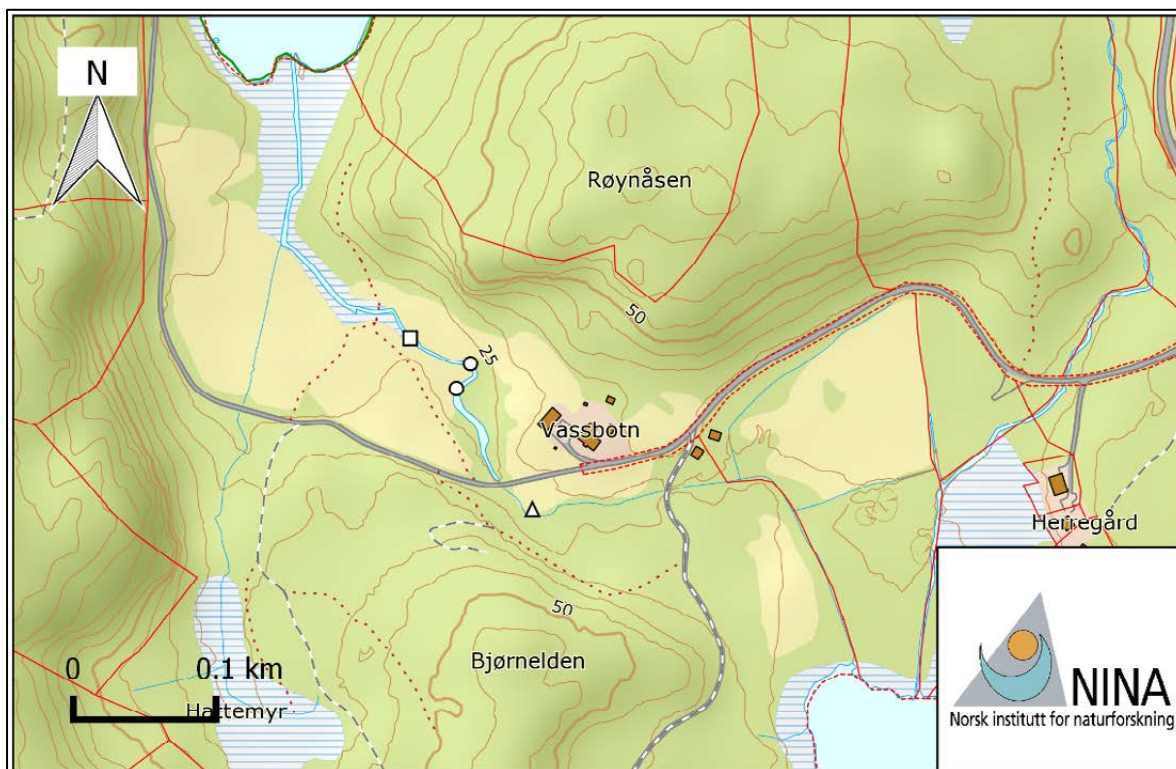 N
Røynåsen
50
25
Vassbotn
Herregård
50
Bjørnelden
0 0.1 km
Hattemyr
NINA
Norsk institutt for naturforskning